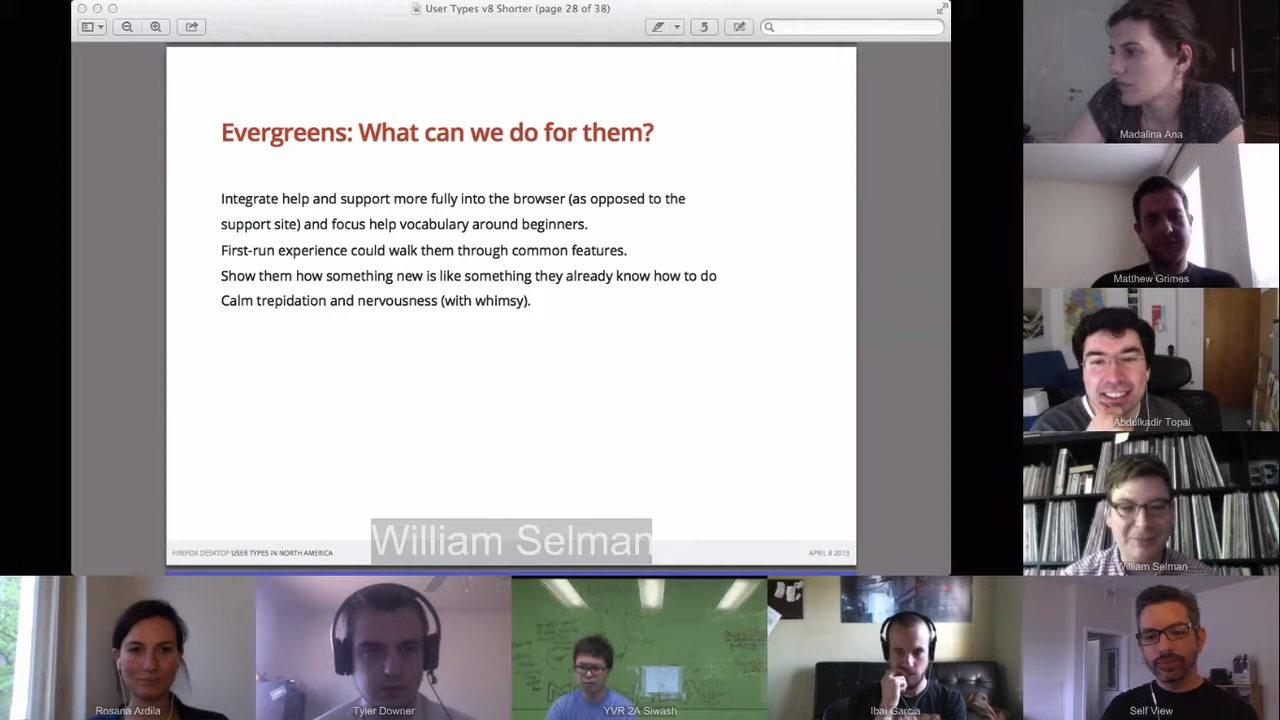 User Types v8 Shorter (page 28 of 38)
Evergreens: What can we do for them?
Integrate help and support more fully into the browser (as opposed to the
support site) and focus help vocabulary around beginners.
First-run experience could walk them through common features.
Show them how something new is like something they already know how to do
Calm trepidation and nervousness (with whimsy).
FIREFOX DESKTOP USER TYPES IN NORTH AMERICA
William Selman
APRIL 8 2013
Madalina Ana
Matthew Grimes
Abdulkadir Topal
William Selman
Rosana Ardila
Tyler Downer
YVR 2A Siwash
Ibai Garcia
Self View